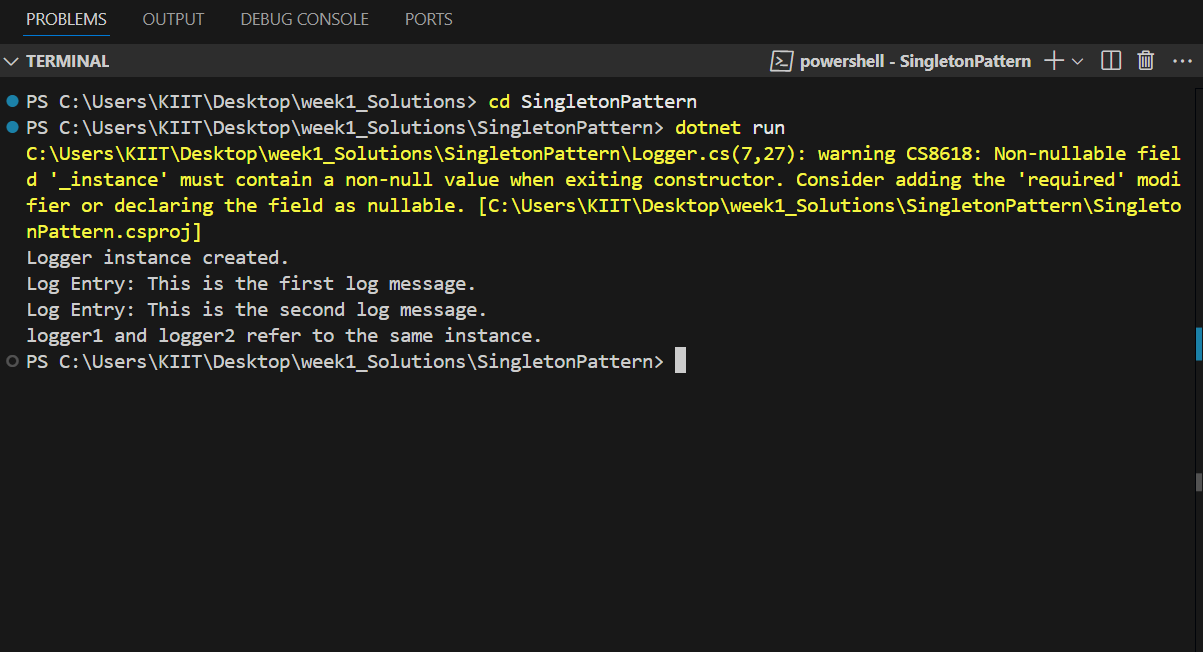 PROBLEMS OUTPUT DEBUG CONSOLE PORTS
TERMINAL powershell - SingletonPattern
PS C:\Users\KIIT\Desktop\week1_Solutions> cd SingletonPattern
PS C:\Users\KIIT\Desktop\week1_Solutions\SingletonPattern> dotnet run
C:\Users\KIIT\Desktop\week1_Solutions\SingletonPattern\Logger.cs(7,27): warning CS8618: Non-nullable fiel
d '_instance' must contain a non-null value when exiting constructor. Consider adding the 'required' modi
fier or declaring the field as nullable. [C:\Users\KIIT\Desktop\week1_Solutions\SingletonPattern\Singleto
nPattern.csproj]
Logger instance created.
Log Entry: This is the first log message.
Log Entry: This is the second log message.
logger1 and logger2 refer to the same instance.
PS C:\Users\KIIT\Desktop\week1_Solutions\SingletonPattern>